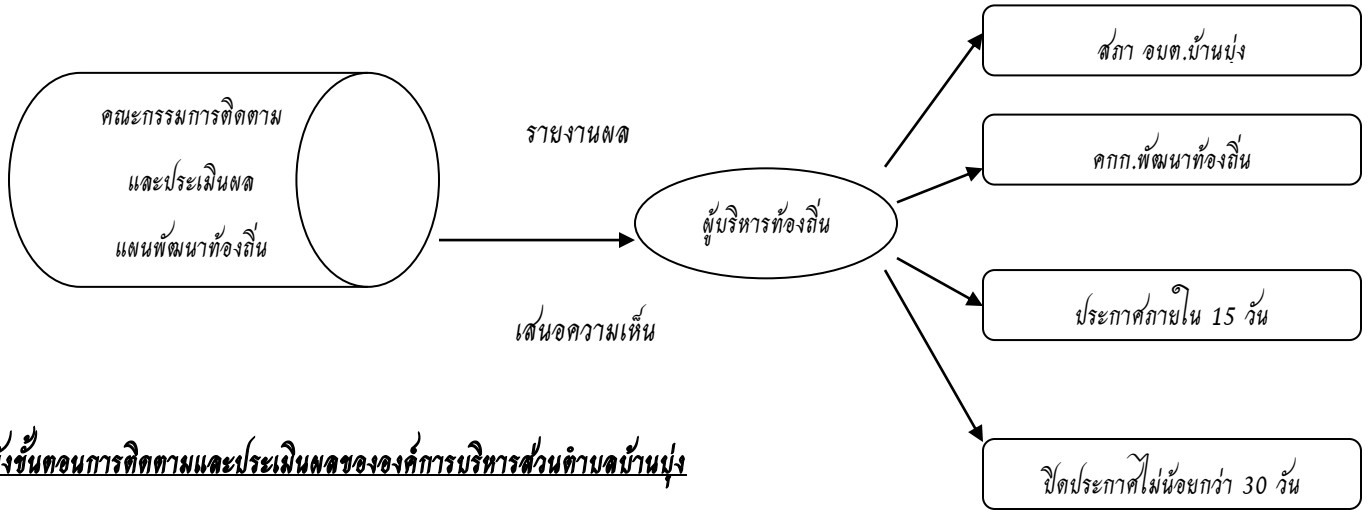 คณะกรรมการติดตาม
และประเมินผล
แผนพัฒนาท้องถิ่น
รายงานผล
เสนอความเห็น
ผู้บริหารท้องถิ่น
สภา อบต.บ้านบุ่ง
คกก.พัฒนาท้องถิ่น
ประกาศภายใน 15 วัน
ปิดประกาศไม่น้อยกว่า 30 วัน
ขั้นตอนการติดตามและประเมินผลขององค์การบริหารส่วนตำบลบ้านบุ่ง